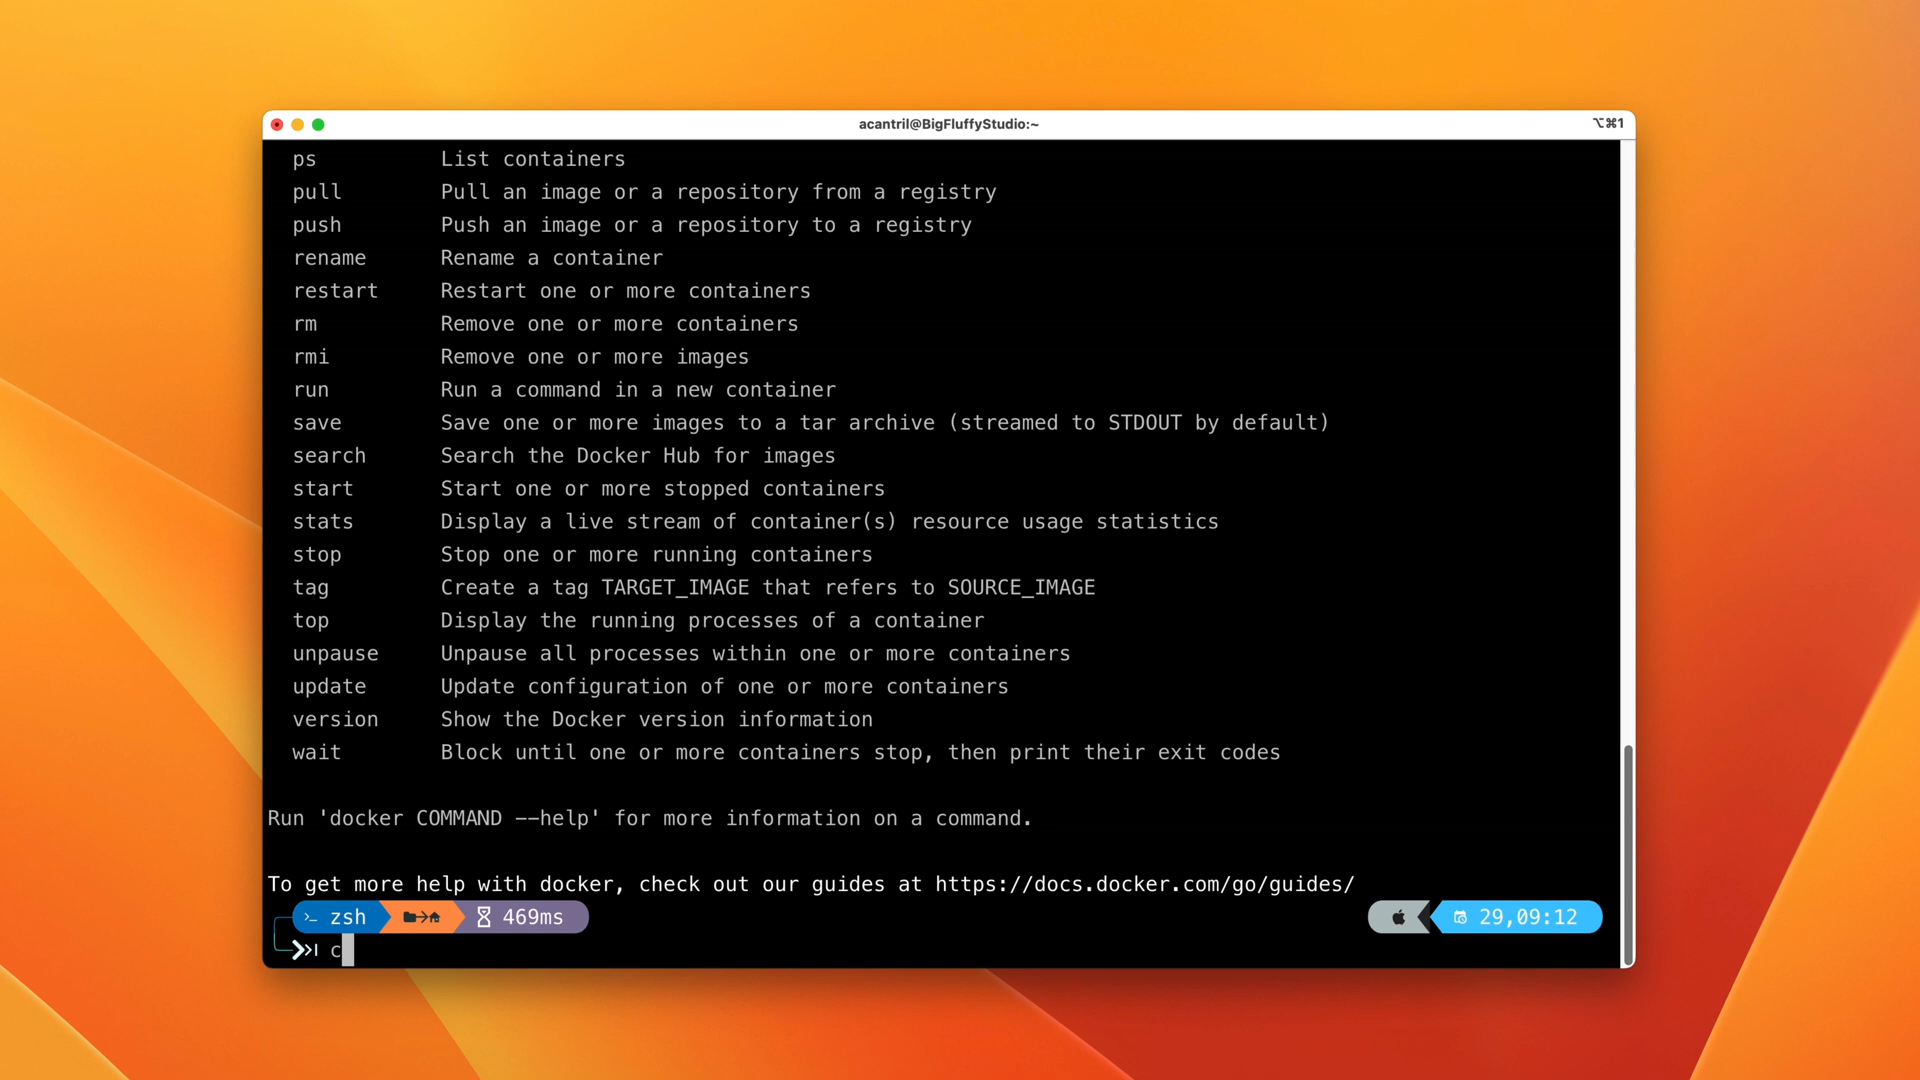 acantril@BigFluffyStudio:~ ⌥⌘1
ps List containers
pull Pull an image or a repository from a registry
push Push an image or a repository to a registry
rename Rename a container
restart Restart one or more containers
rm Remove one or more containers
rmi Remove one or more images
run Run a command in a new container
save Save one or more images to a tar archive (streamed to STDOUT by default)
search Search the Docker Hub for images
start Start one or more stopped containers
stats Display a live stream of container(s) resource usage statistics
stop Stop one or more running containers
tag Create a tag TARGET_IMAGE that refers to SOURCE_IMAGE
top Display the running processes of a container
unpause Unpause all processes within one or more containers
update Update configuration of one or more containers
version Show the Docker version information
wait Block until one or more containers stop, then print their exit codes
Run 'docker COMMAND --help' for more information on a command.
To get more help with docker, check out our guides at https://docs.docker.com/go/guides/
zsh 469ms 29,09:12
c